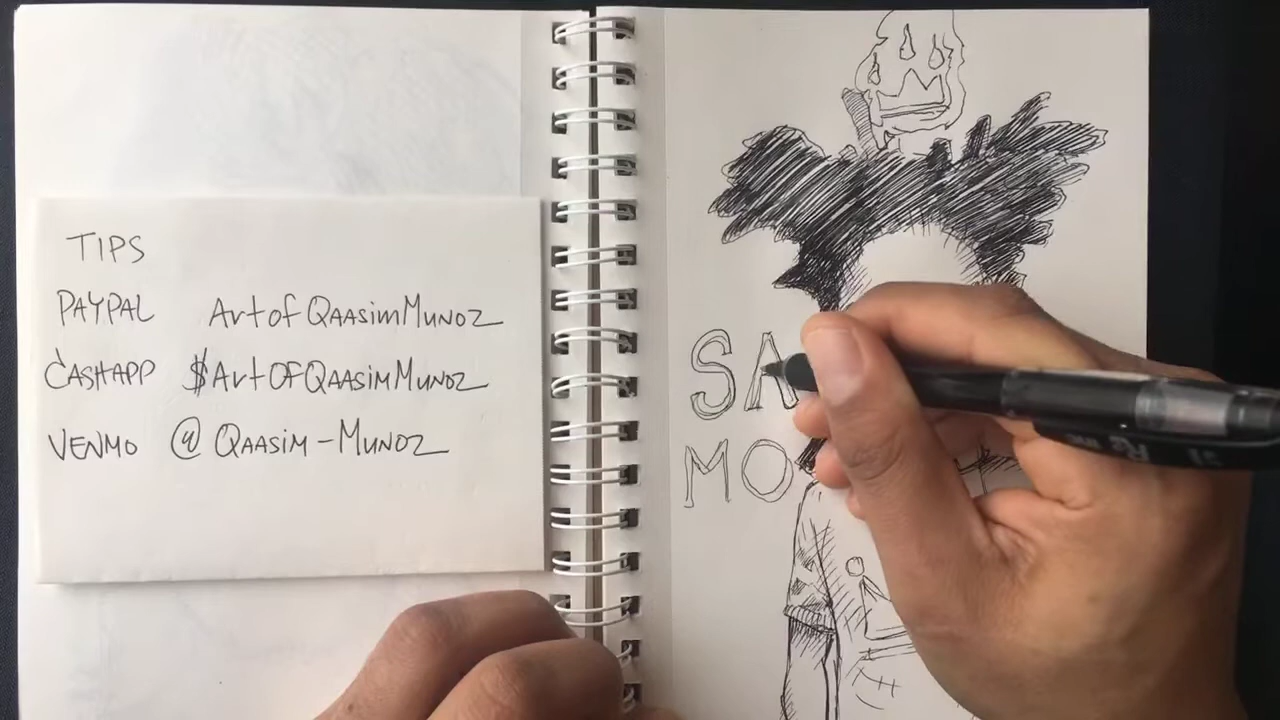 TIPS
PAYPAL ArtofQaasimMunoz
CASHAPP $ArtOfQaasimMunoz
VENMO @Qaasim-Munoz
SA
MO